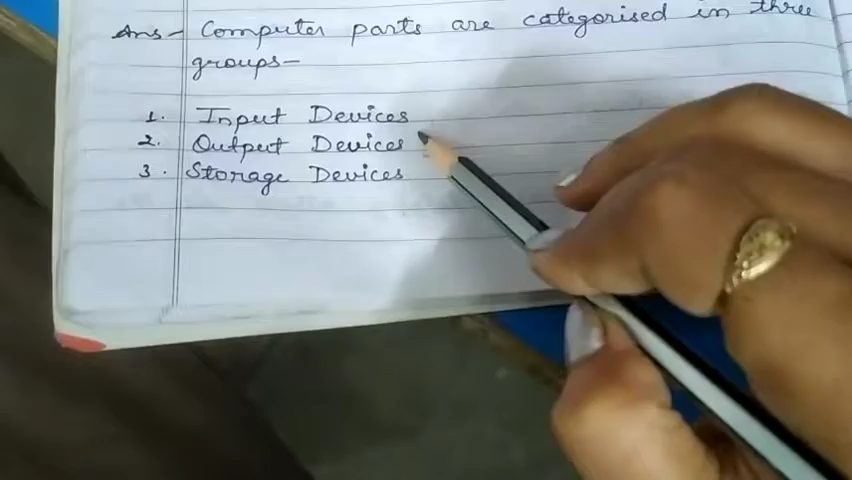 Ans- Computer parts are categorised in three
groups-
1. Input Devices
2. Output Devices
3. Storage Devices